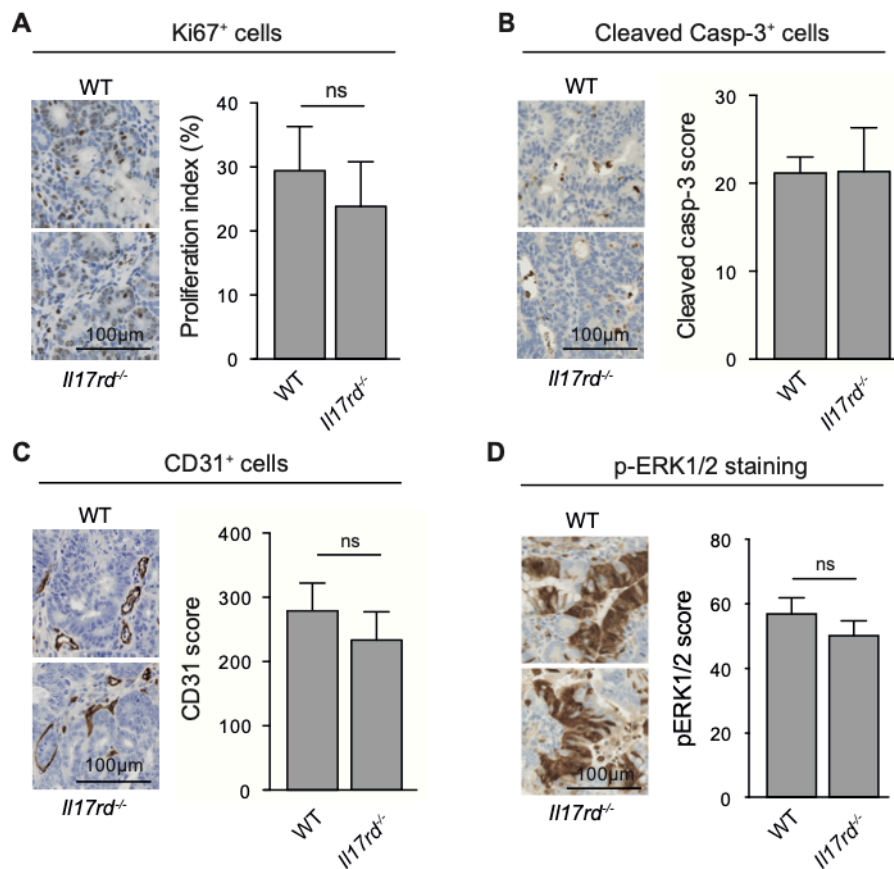 A
Ki67⁺ cells
WT
100µm
Il17rd⁻/⁻
Proliferation index (%)
40
30
20
10
0
ns
WT
Il17rd⁻/⁻
B
Cleaved Casp-3⁺ cells
WT
100µm
Il17rd⁻/⁻
Cleaved casp-3 score
30
20
10
0
WT
Il17rd⁻/⁻
C
CD31⁺ cells
WT
100µm
Il17rd⁻/⁻
CD31 score
400
300
200
100
0
ns
WT
Il17rd⁻/⁻
D
p-ERK1/2 staining
WT
100µm
Il17rd⁻/⁻
pERK1/2 score
80
60
40
20
0
ns
WT
Il17rd⁻/⁻